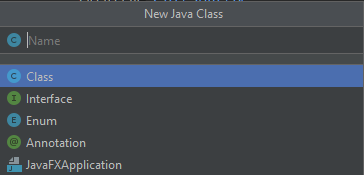 New Java Class
C Name
C Class
I Interface
E Enum
@ Annotation
JavaFXApplication